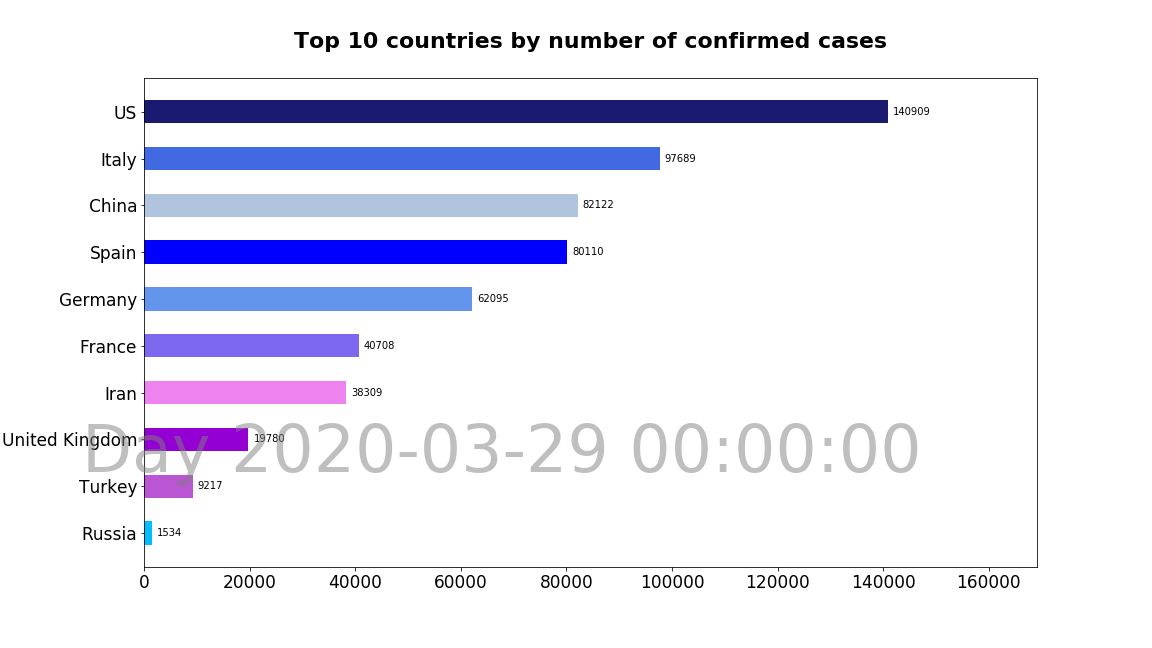 Top 10 countries by number of confirmed cases
US 140909
Italy 97689
China 82122
Spain 80110
Germany 62095
France 40708
Iran 38309
United Kingdom 19780
Day 2020-03-29 00:00:00
Turkey 9217
Russia 1534
0 20000 40000 60000 80000 100000 120000 140000 160000